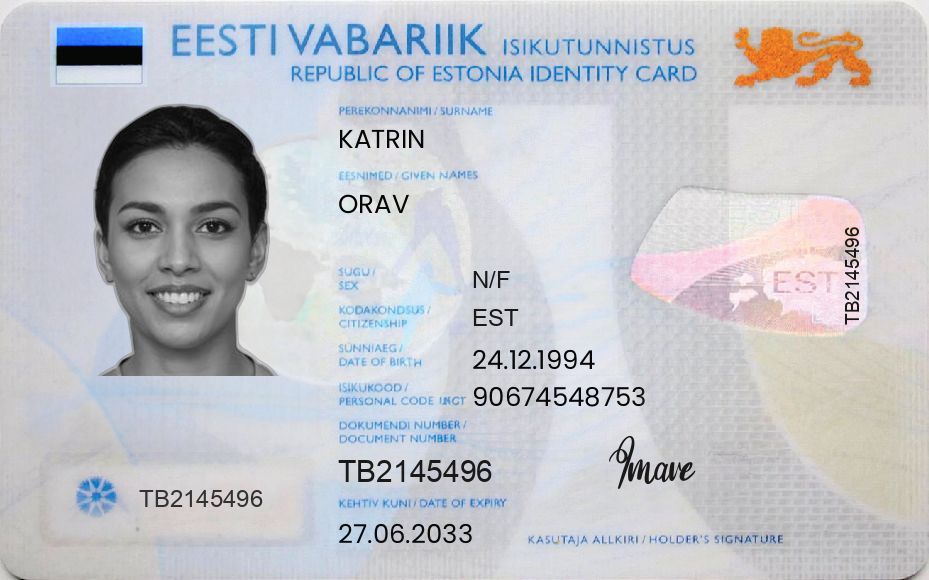 EESTI VABARIIK ISIKUTUNNISTUS
REPUBLIC OF ESTONIA IDENTITY CARD
PEREKONNANIMI / SURNAME
KATRIN
EESNIMED / GIVEN NAMES
ORAV
SUGU /
SEX
N/F
KODAKONDSUS /
CITIZENSHIP
EST
SÜNNIAEG /
DATE OF BIRTH
24.12.1994
ISIKUKOOD /
PERSONAL CODE
90674548753
DOKUMENDI NUMBER /
DOCUMENT NUMBER
TB2145496
KEHTIV KUNI / DATE OF EXPIRY
27.06.2033
TB2145496
EST
TB2145496
KASUTAJA ALLKIRI / HOLDER'S SIGNATURE